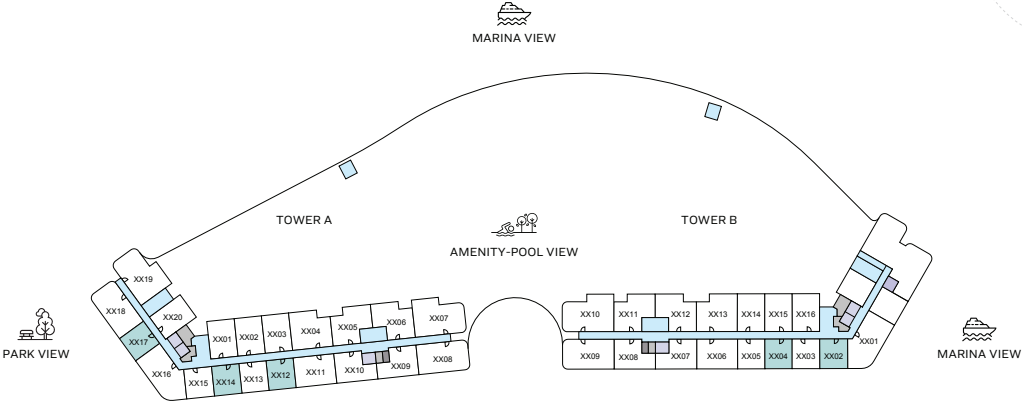 MARINA VIEW
TOWER A
TOWER B
AMENITY-POOL VIEW
PARK VIEW
MARINA VIEW
XX19
XX18
XX20
XX17
XX16
XX15
XX14
XX13
XX12
XX11
XX10
XX09
XX08
XX01
XX02
XX03
XX04
XX05
XX06
XX07
XX10
XX11
XX12
XX13
XX14
XX15
XX16
XX09
XX08
XX07
XX06
XX05
XX04
XX03
XX02
XX01